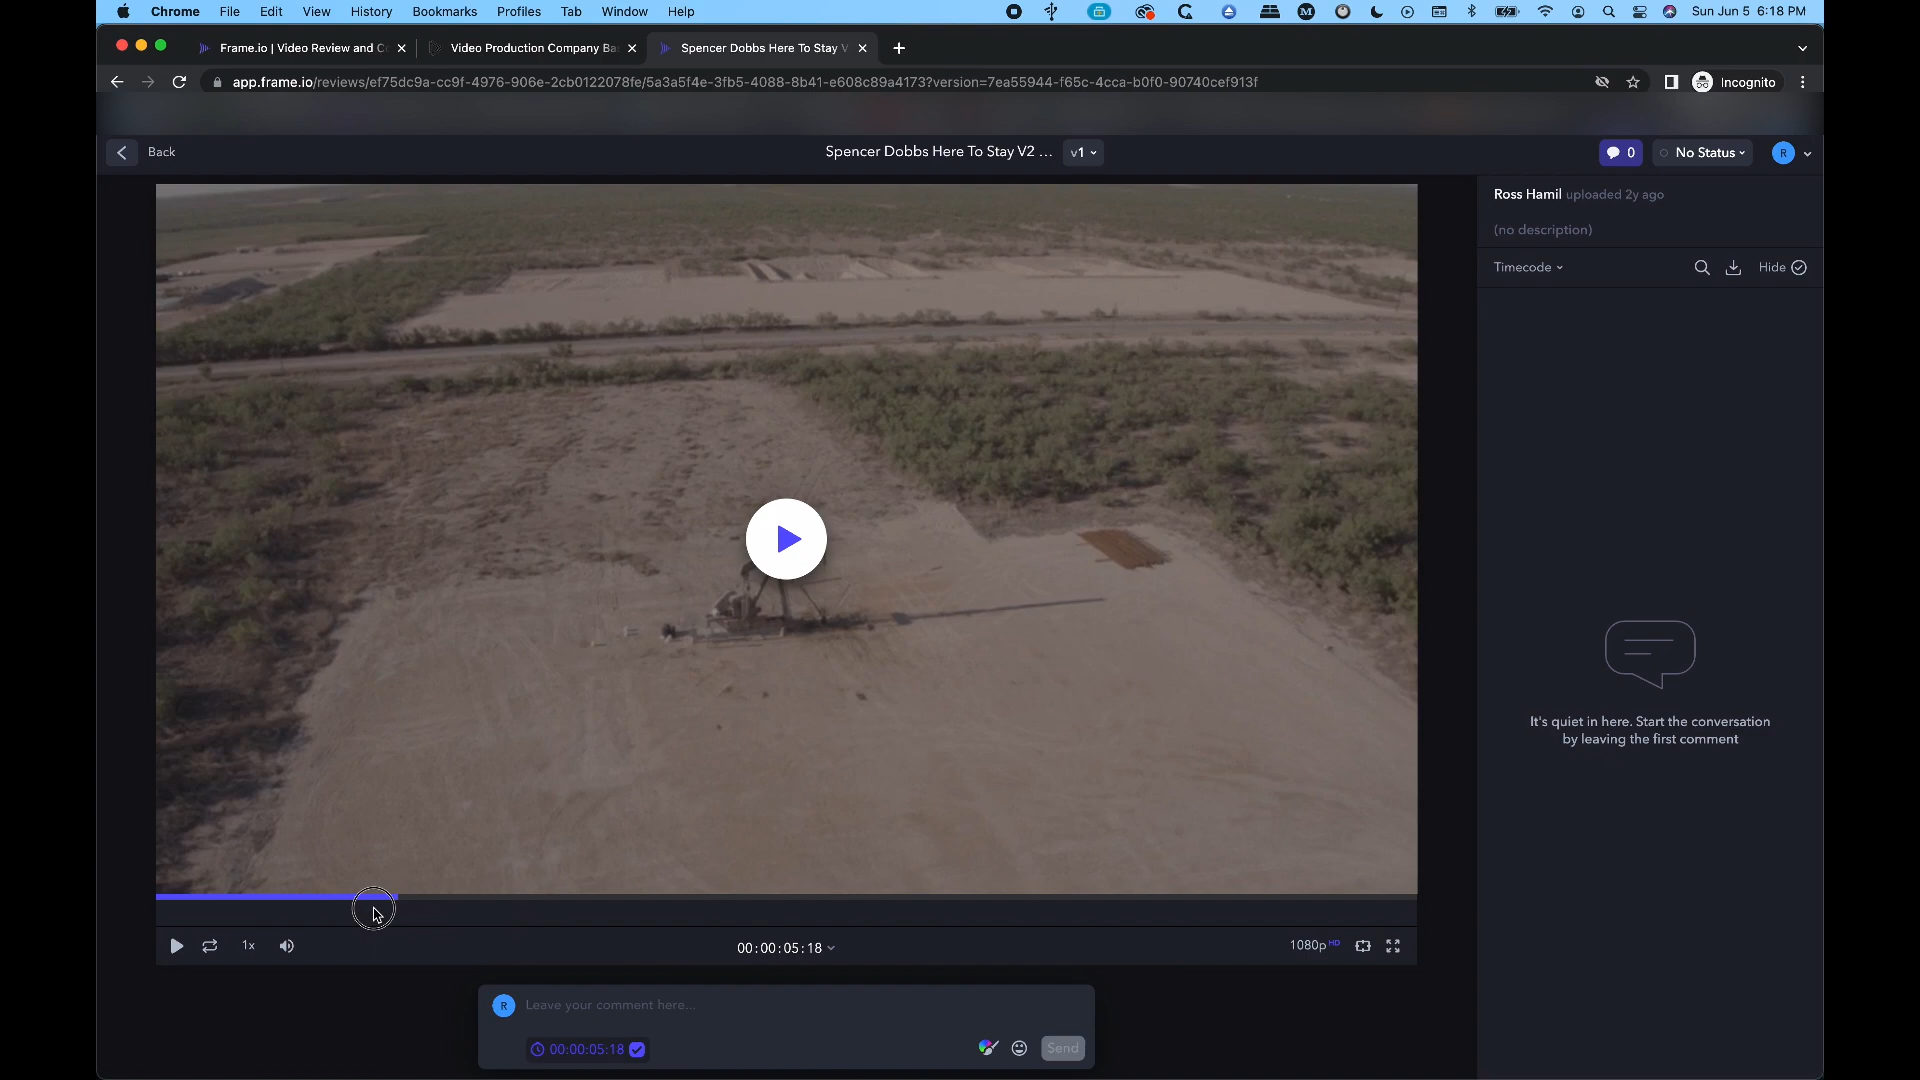 Chrome File Edit View History Bookmarks Profiles Tab Window Help Sun Jun 5 6:18 PM
Frame.io | Video Review and C Video Production Company Ba Spencer Dobbs Here To Stay V
app.frame.io/reviews/ef75dc9a-cc9f-4976-906e-2cb0122078fe/5a3a5f4e-3fb5-4088-8b41-e608c89a4173?version=7ea55944-f65c-4cca-b0f0-90740cef913f Incognito
Back Spencer Dobbs Here To Stay V2 ... v1 0 No Status R
Ross Hamil uploaded 2y ago
(no description)
Timecode Hide
It's quiet in here. Start the conversation
by leaving the first comment
1x 00:00:05:18 1080p HD
R Leave your comment here...
00:00:05:18 Send